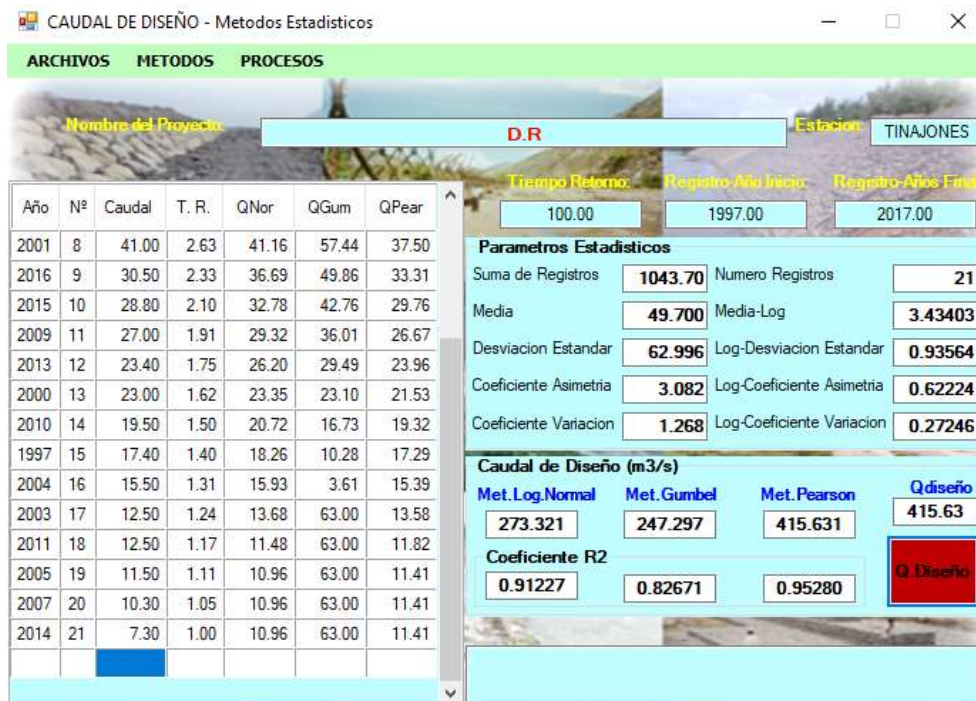 CAUDAL DE DISEÑO - Metodos Estadisticos
ARCHIVOS METODOS PROCESOS
Nombre del Proyecto: D.R Estacion: TINAJONES
Tiempo Retorno: Registro-Año Inicio: Registro-Años Final
100.00 1997.00 2017.00
Año Nº Caudal T. R. QNor QGum QPear
2001 8 41.00 2.63 41.16 57.44 37.50
2016 9 30.50 2.33 36.69 49.86 33.31
2015 10 28.80 2.10 32.78 42.76 29.76
2009 11 27.00 1.91 29.32 36.01 26.67
2013 12 23.40 1.75 26.20 29.49 23.96
2000 13 23.00 1.62 23.35 23.10 21.53
2010 14 19.50 1.50 20.72 16.73 19.32
1997 15 17.40 1.40 18.26 10.28 17.29
2004 16 15.50 1.31 15.93 3.61 15.39
2003 17 12.50 1.24 13.68 63.00 13.58
2011 18 12.50 1.17 11.48 63.00 11.82
2005 19 11.50 1.11 10.96 63.00 11.41
2007 20 10.30 1.05 10.96 63.00 11.41
2014 21 7.30 1.00 10.96 63.00 11.41
Parametros Estadisticos
Suma de Registros 1043.70 Numero Registros 21
Media 49.700 Media-Log 3.43403
Desviacion Estandar 62.996 Log-Desviacion Estandar 0.93564
Coeficiente Asimetria 3.082 Log-Coeficiente Asimetria 0.62224
Coeficiente Variacion 1.268 Log-Coeficiente Variacion 0.27246
Caudal de Diseño (m3/s)
Met.Log.Normal Met.Gumbel Met.Pearson Qdiseño
273.321 247.297 415.631 415.63
Coeficiente R2
0.91227 0.82671 0.95280
Q.Diseño